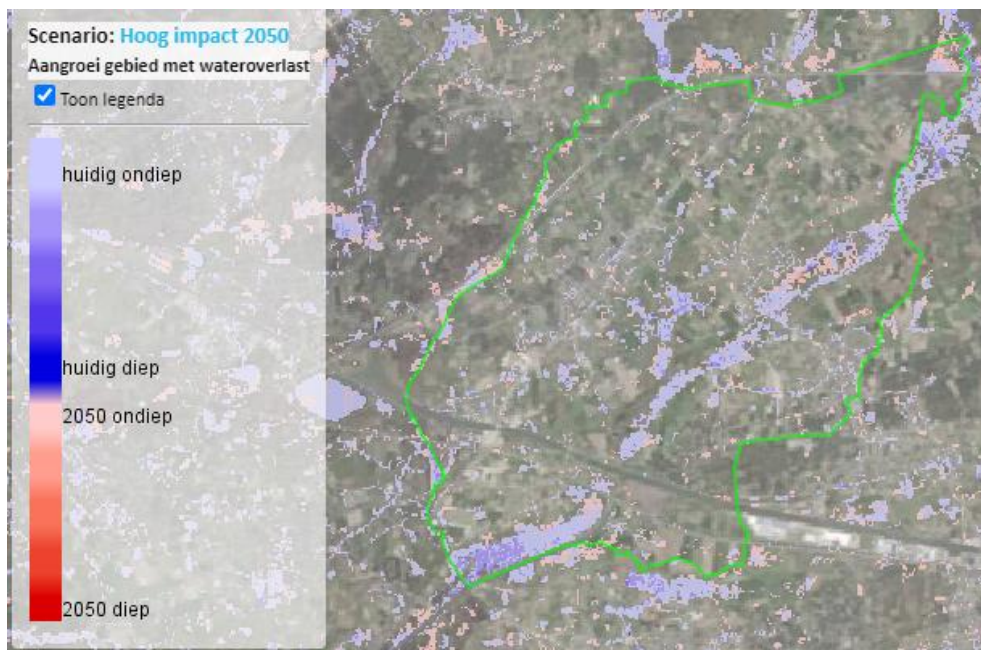 Scenario: Hoog impact 2050
Aangroei gebied met wateroverlast
Toon legenda
huidig ondiep
huidig diep
2050 ondiep
2050 diep